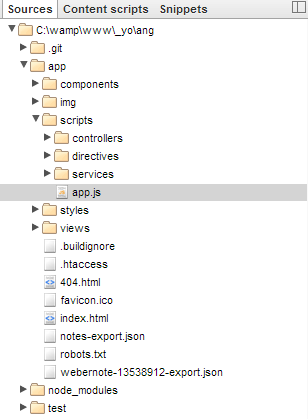 Sources Content scripts Snippets
C:\wamp\www\_yo\ang
.git
app
components
img
scripts
controllers
directives
services
app.js
styles
views
.buildignore
.htaccess
404.html
favicon.ico
index.html
notes-export.json
robots.txt
webernote-13538912-export.json
node_modules
test